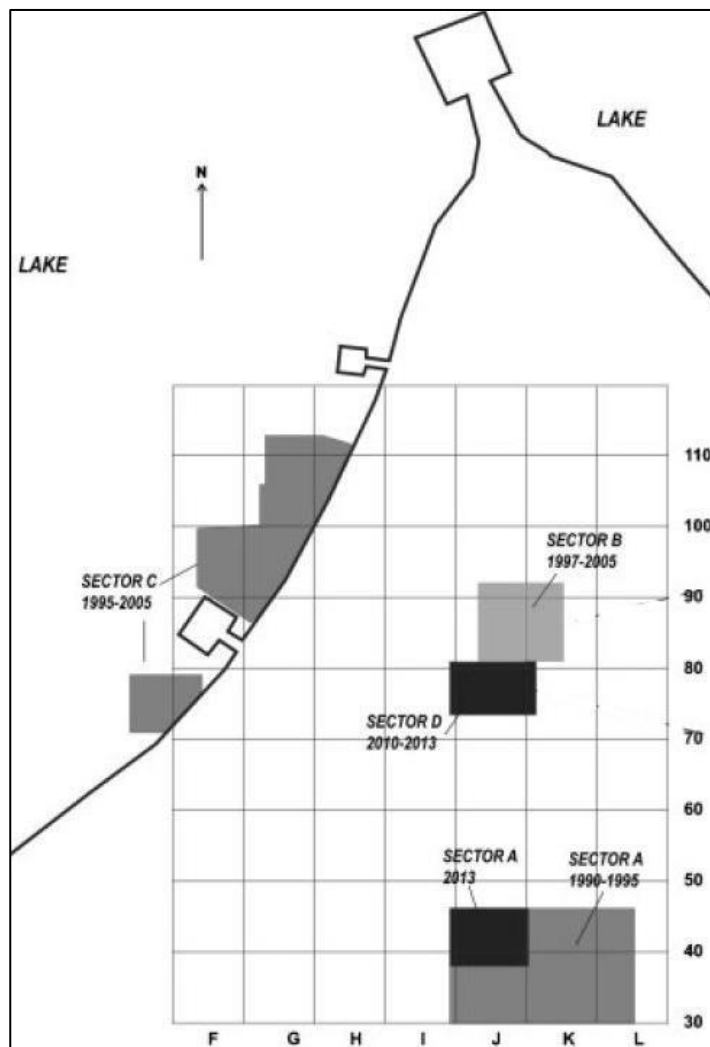 LAKE
N
LAKE
110
100
SECTOR B
1997-2005
SECTOR C
1995-2005
90
80
SECTOR D
2010-2013
70
60
SECTOR A
2013
SECTOR A
1990-1995
50
40
30
F G H I J K L